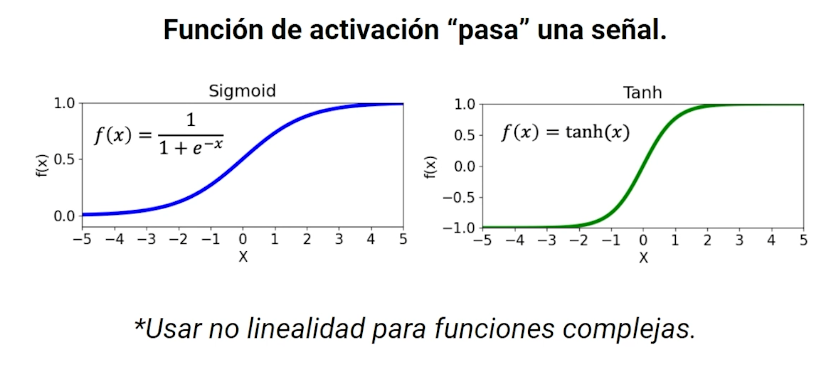 Función de activación “pasa” una señal.
Sigmoid
1.0
0.5
0.0
f(x)
f(x) = 1 / (1 + e^{-x})
−5 −4 −3 −2 −1 0 1 2 3 4 5
X
Tanh
1.0
0.5
0.0
−0.5
−1.0
f(x)
f(x) = tanh(x)
−5 −4 −3 −2 −1 0 1 2 3 4 5
X
*Usar no linealidad para funciones complejas.